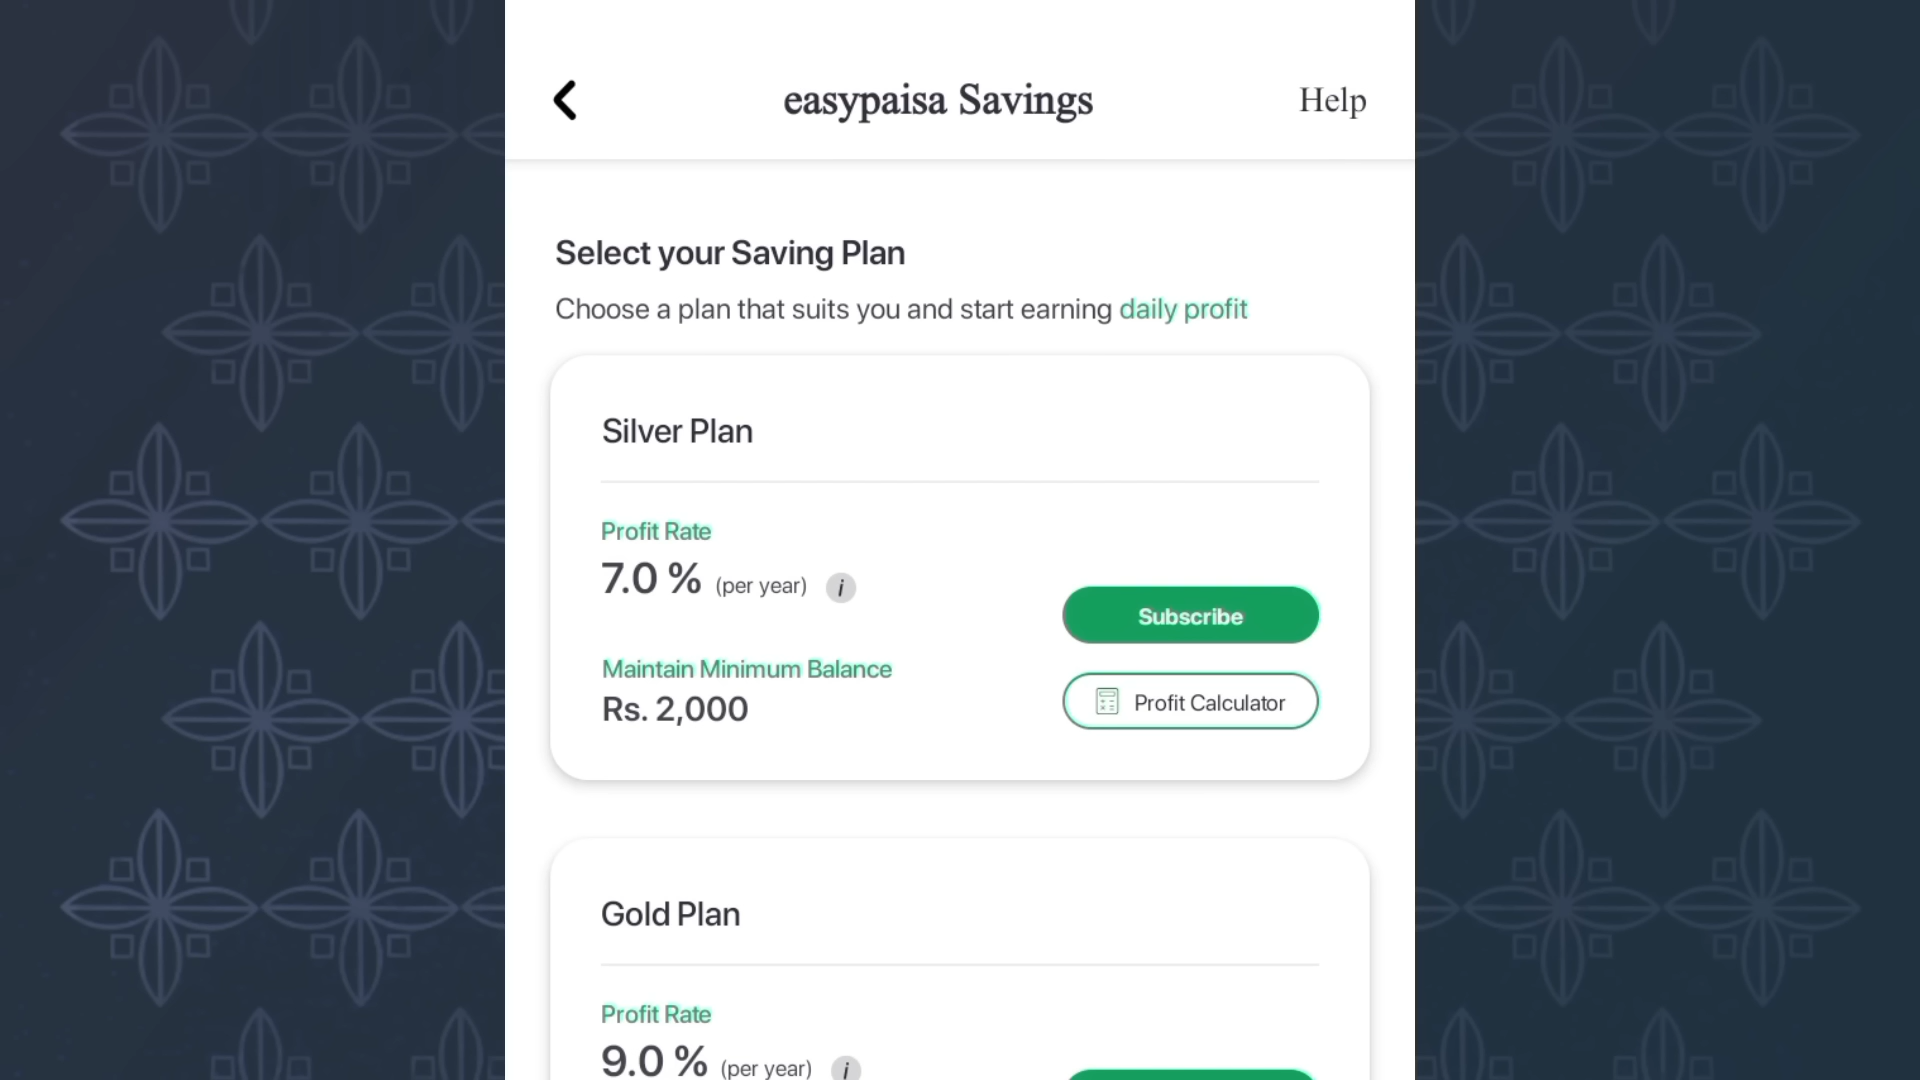 easypaisa Savings
Help
Select your Saving Plan
Choose a plan that suits you and start earning daily profit
Silver Plan
Profit Rate
7.0 % (per year) i
Subscribe
Maintain Minimum Balance
Rs. 2,000
Profit Calculator
Gold Plan
Profit Rate
9.0 % (per year) i